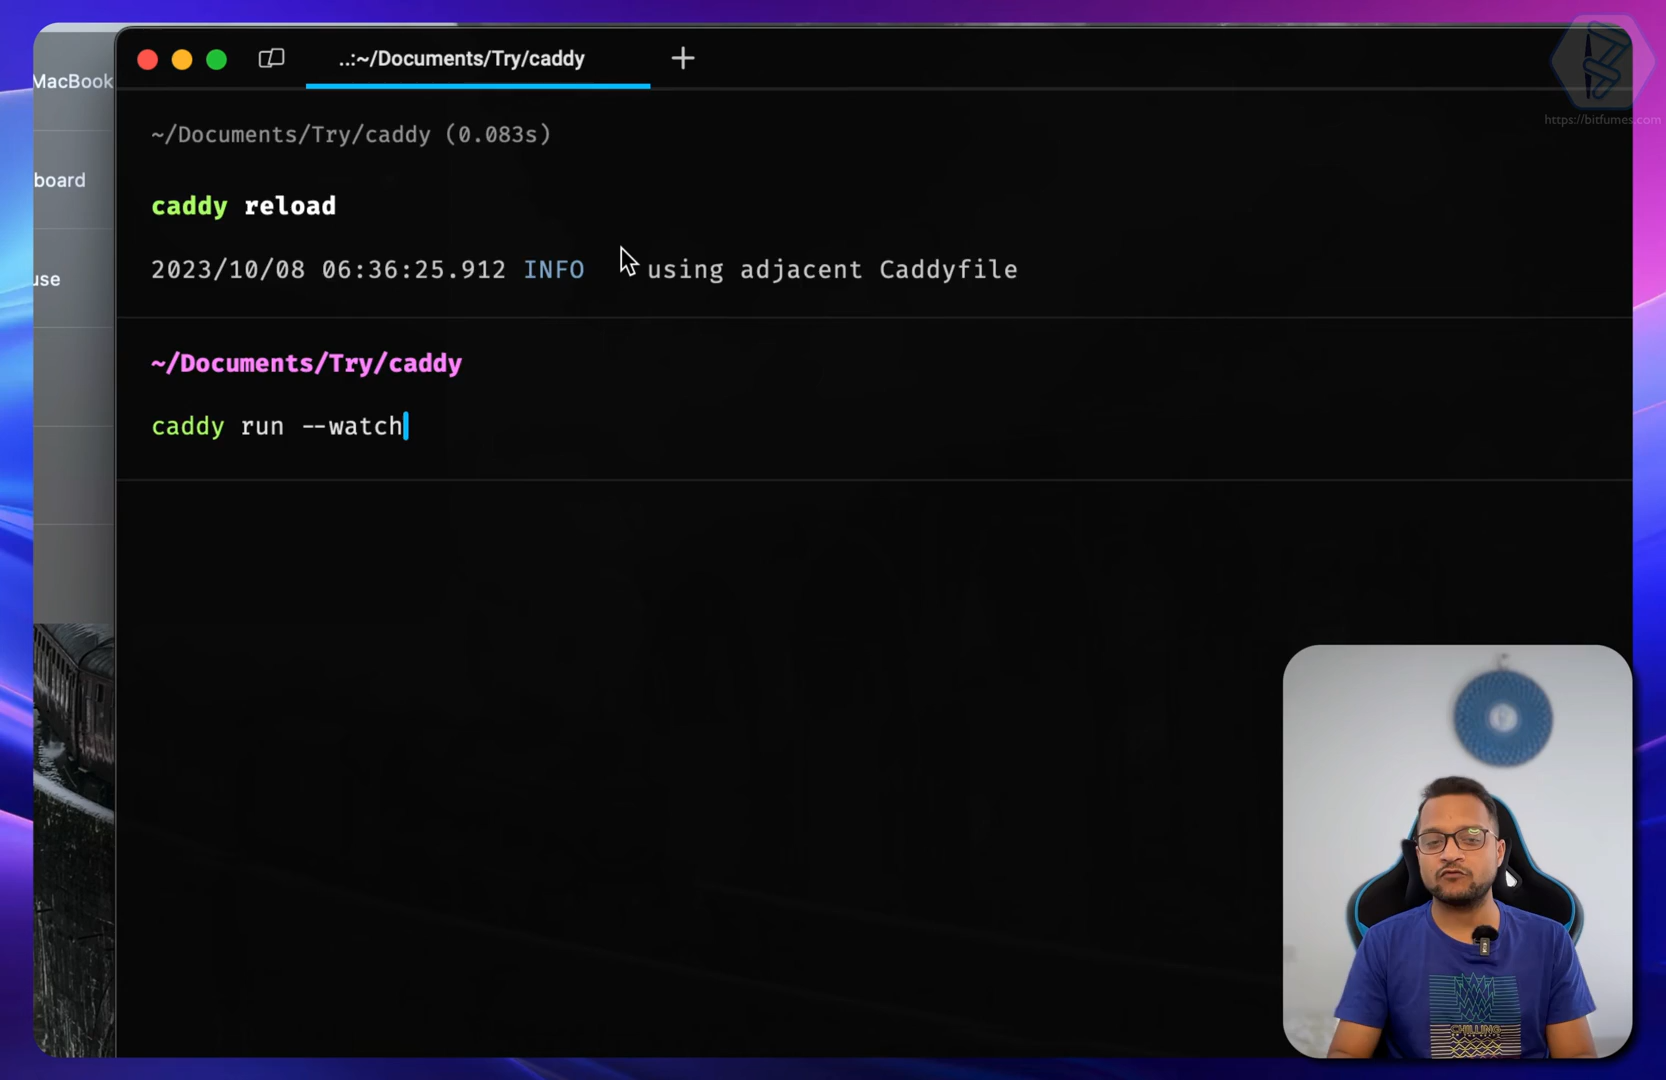 ..:~/Documents/Try/caddy
https://bitfumes.com
MacBook
board
use
~/Documents/Try/caddy (0.083s)
caddy reload
2023/10/08 06:36:25.912 INFO using adjacent Caddyfile
~/Documents/Try/caddy
caddy run --watch
CHILLING